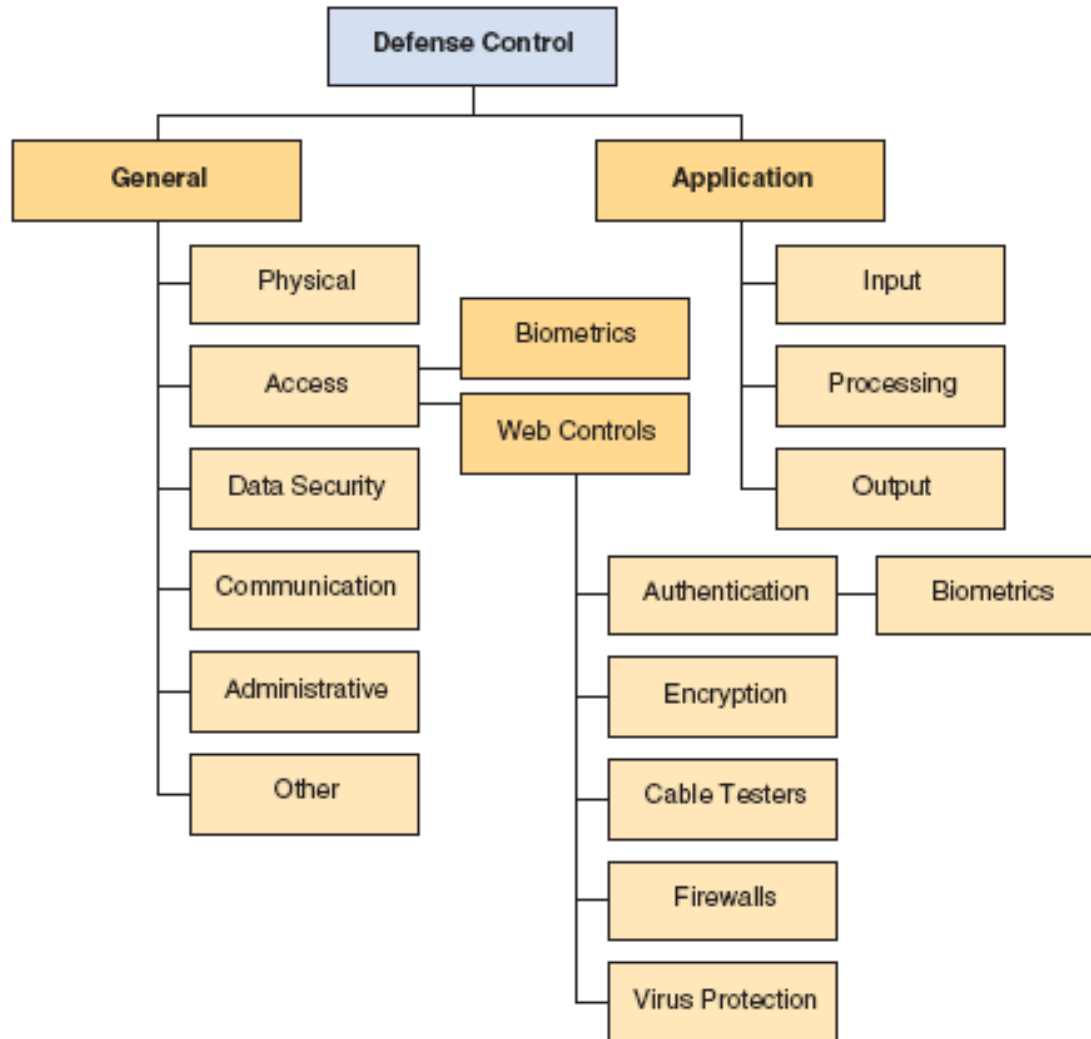 Defense Control
General
Application
Physical
Input
Biometrics
Access
Processing
Web Controls
Data Security
Output
Communication
Authentication
Biometrics
Administrative
Encryption
Other
Cable Testers
Firewalls
Virus Protection